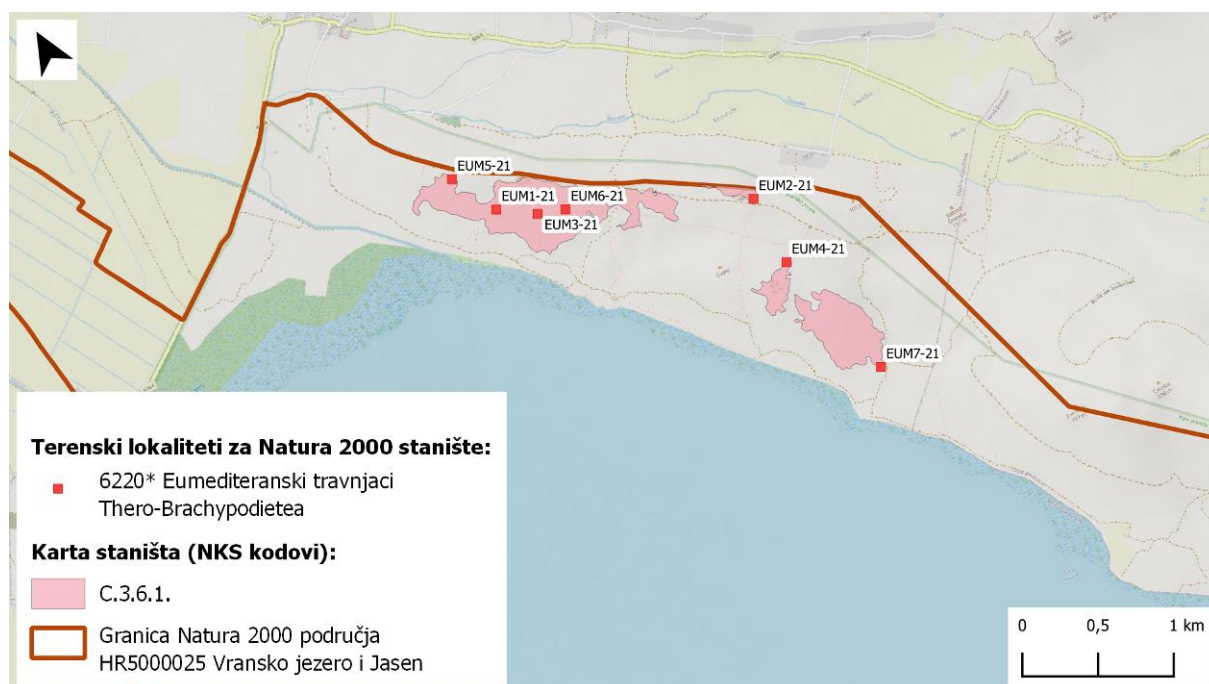 EUM5-21
EUM1-21
EUM6-21
EUM3-21
EUM2-21
EUM4-21
EUM7-21
Terenski lokaliteti za Natura 2000 stanište:
6220* Eumediteranski travnjaci
Thero-Brachypodietea
Karta staništa (NKS kodovi):
C.3.6.1.
Granica Natura 2000 područja
HR5000025 Vransko jezero i Jasen
0 0,5 1 km